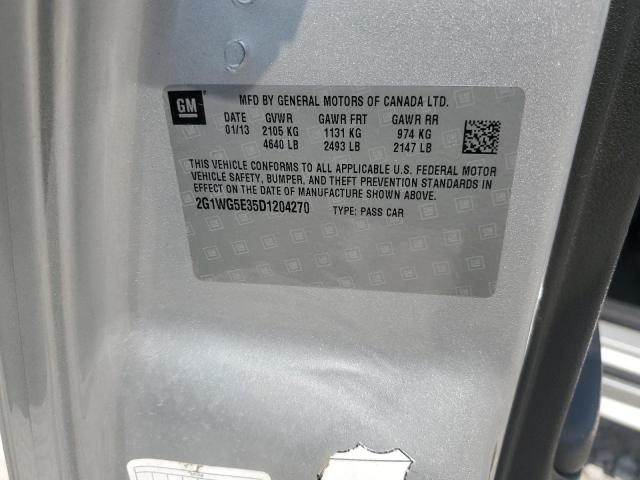 GM
MFD BY GENERAL MOTORS OF CANADA LTD.
DATE GVWR GAWR FRT GAWR RR
01/13 2105 KG 1131 KG 974 KG
4640 LB 2493 LB 2147 LB
THIS VEHICLE CONFORMS TO ALL APPLICABLE U.S. FEDERAL MOTOR
VEHICLE SAFETY, BUMPER, AND THEFT PREVENTION STANDARDS IN
EFFECT ON THE DATE OF MANUFACTURE SHOWN ABOVE.
2G1WG5E35D1204270 TYPE: PASS CAR